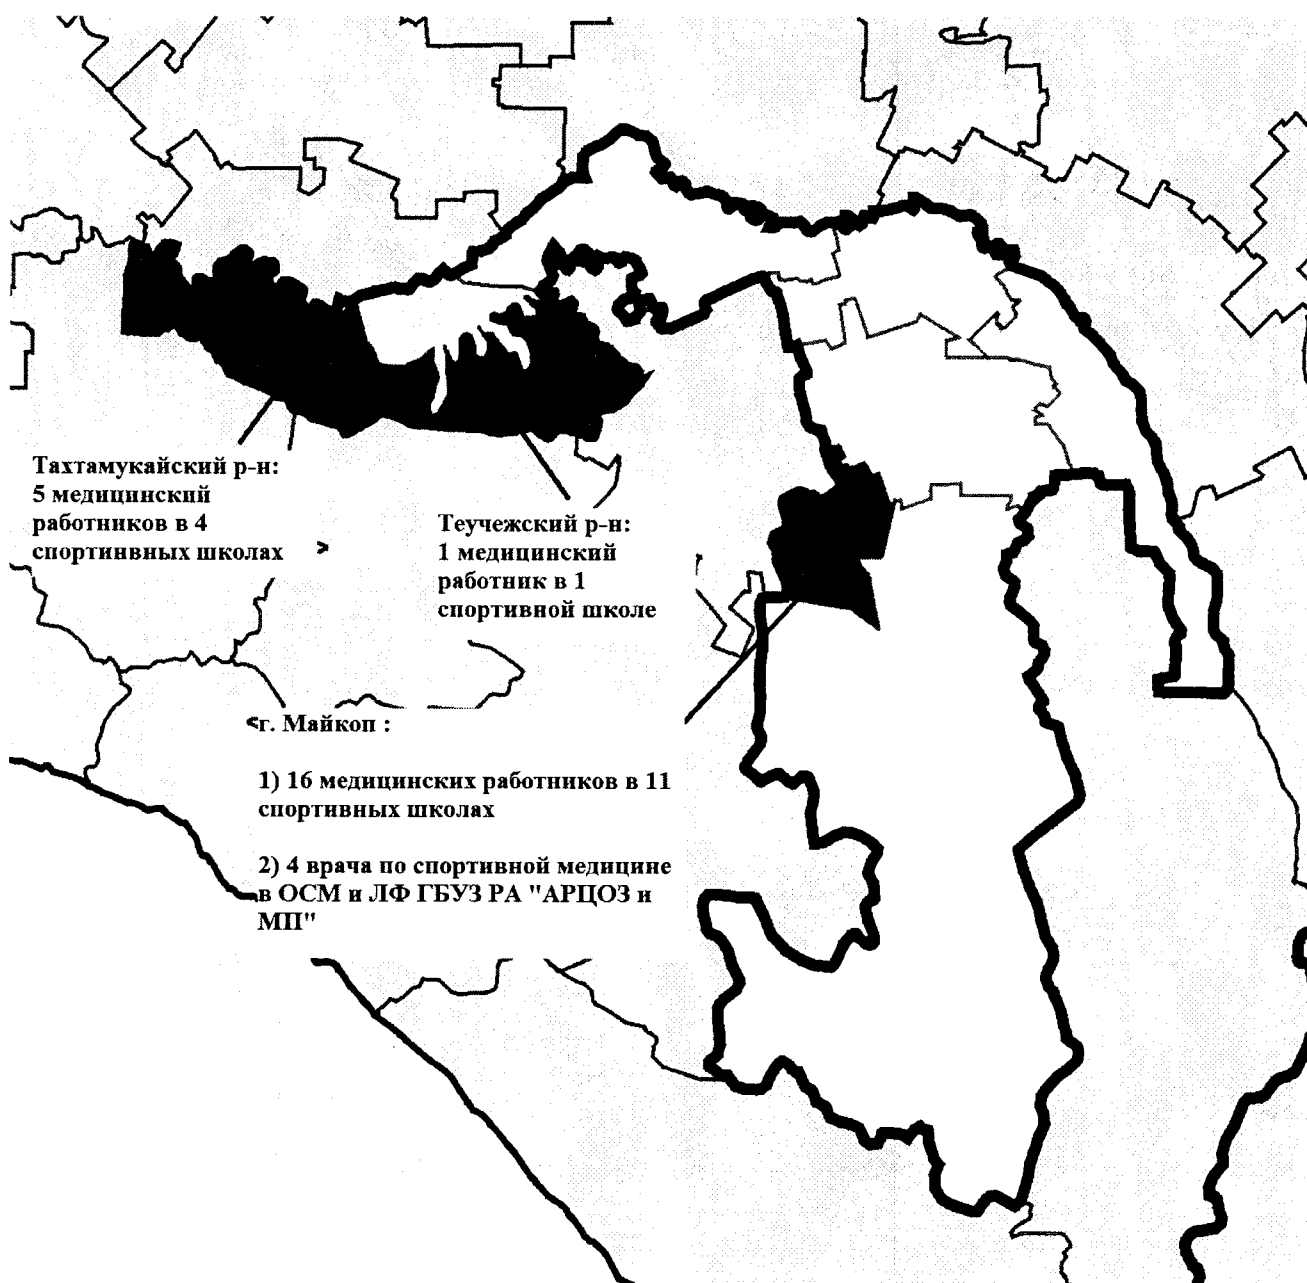 Тахтамукайский р-н:
5 медицинский
работников в 4
спортинвных школах >
Теучежский р-н:
1 медицинский
работник в 1
спортивной школе
<г. Майкоп :
1) 16 медицинских работников в 11
спортивных школах
2) 4 врача по спортивной медицине
в ОСМ и ЛФ ГБУЗ РА "АРЦОЗ и
МП"